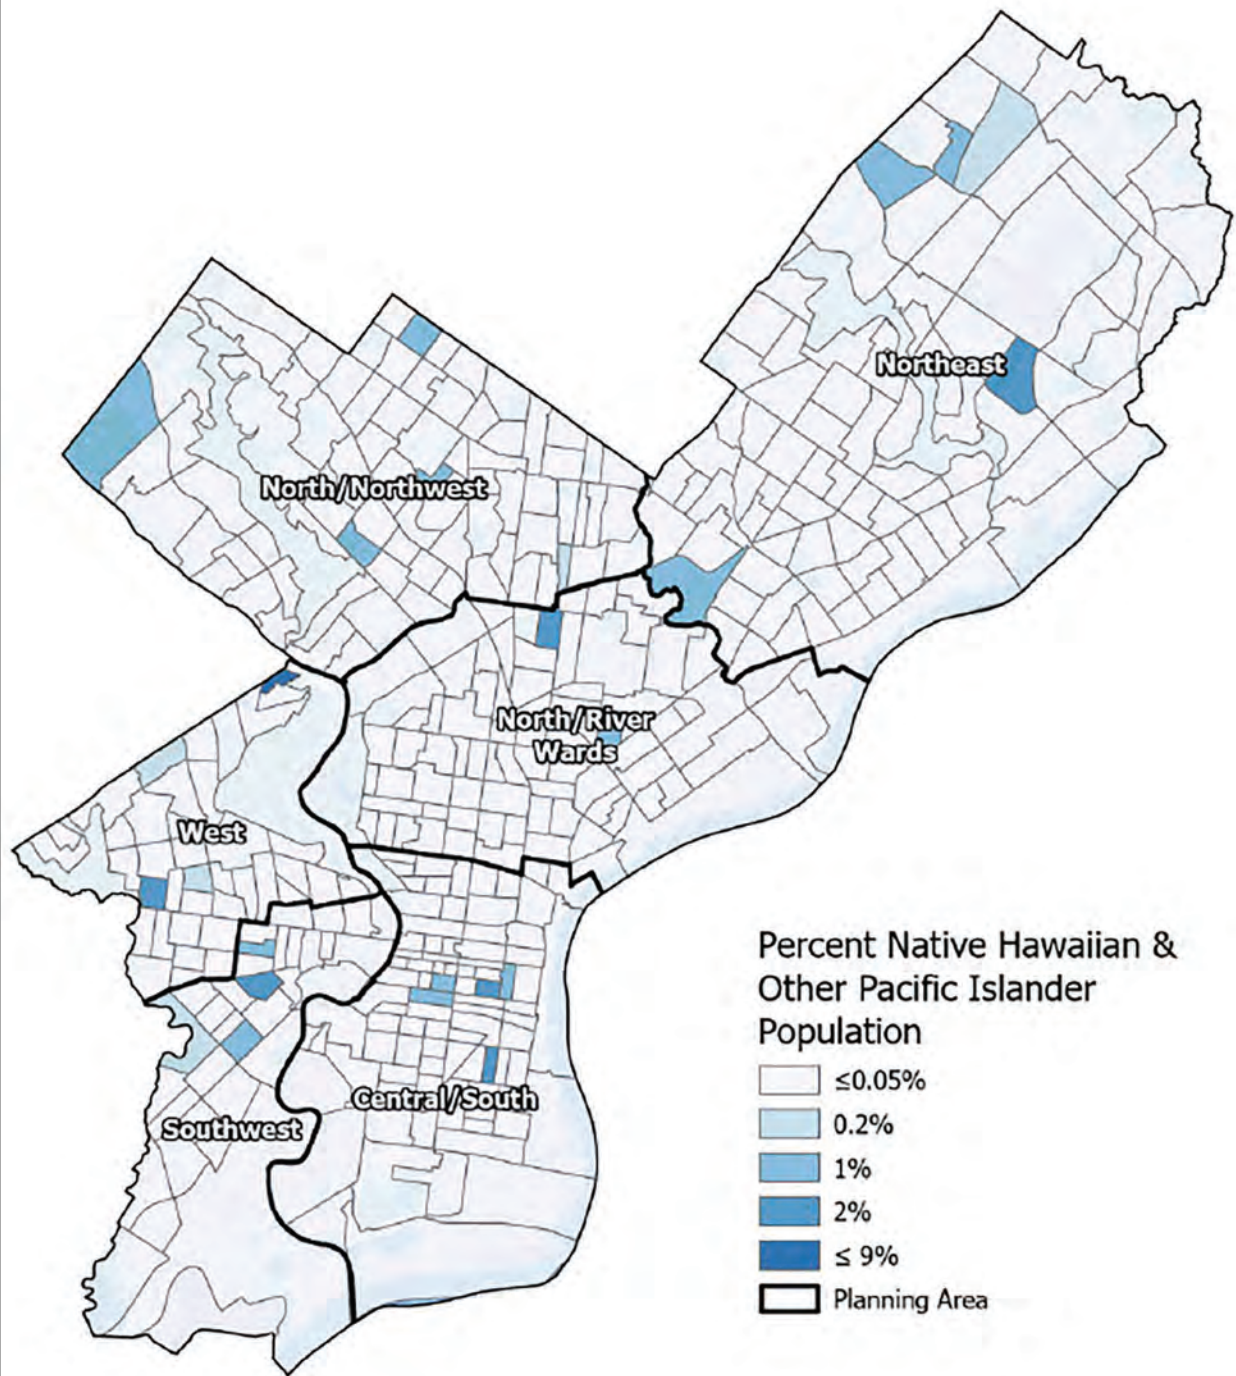 Northeast
North/Northwest
North/River
Wards
West
Central/South
Southwest
Percent Native Hawaiian &
Other Pacific Islander
Population
≤0.05%
0.2%
1%
2%
≤ 9%
Planning Area